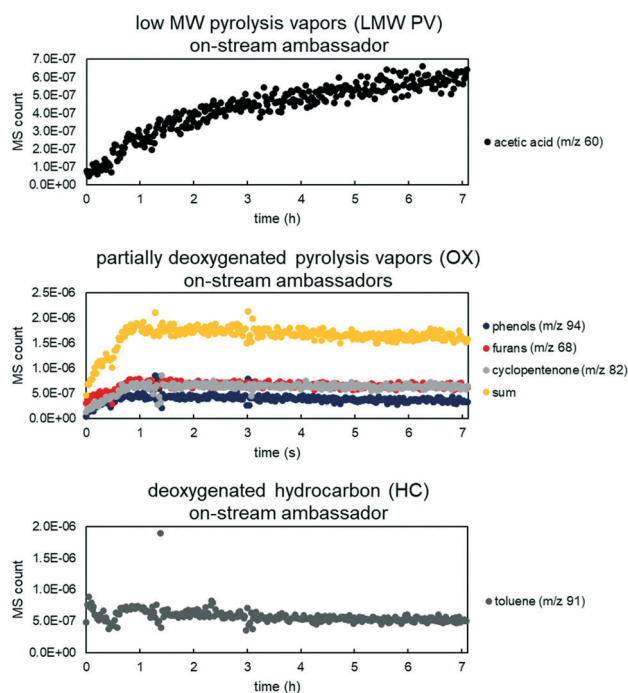 low MW pyrolysis vapors (LMW PV)
on-stream ambassador
7.0E-07
6.0E-07
5.0E-07
4.0E-07
3.0E-07
2.0E-07
1.0E-07
0.0E+00
MS count
0 1 2 3 4 5 6 7
time (h)
acetic acid (m/z 60)
partially deoxygenated pyrolysis vapors (OX)
on-stream ambassadors
2.5E-06
2.0E-06
1.5E-06
1.0E-06
5.0E-07
0.0E+00
MS count
0 1 2 3 4 5 6 7
time (s)
phenols (m/z 94)
furans (m/z 68)
cyclopentenone (m/z 82)
sum
deoxygenated hydrocarbon (HC)
on-stream ambassador
2.0E-06
1.5E-06
1.0E-06
5.0E-07
0.0E+00
MS count
0 1 2 3 4 5 6 7
time (h)
toluene (m/z 91)